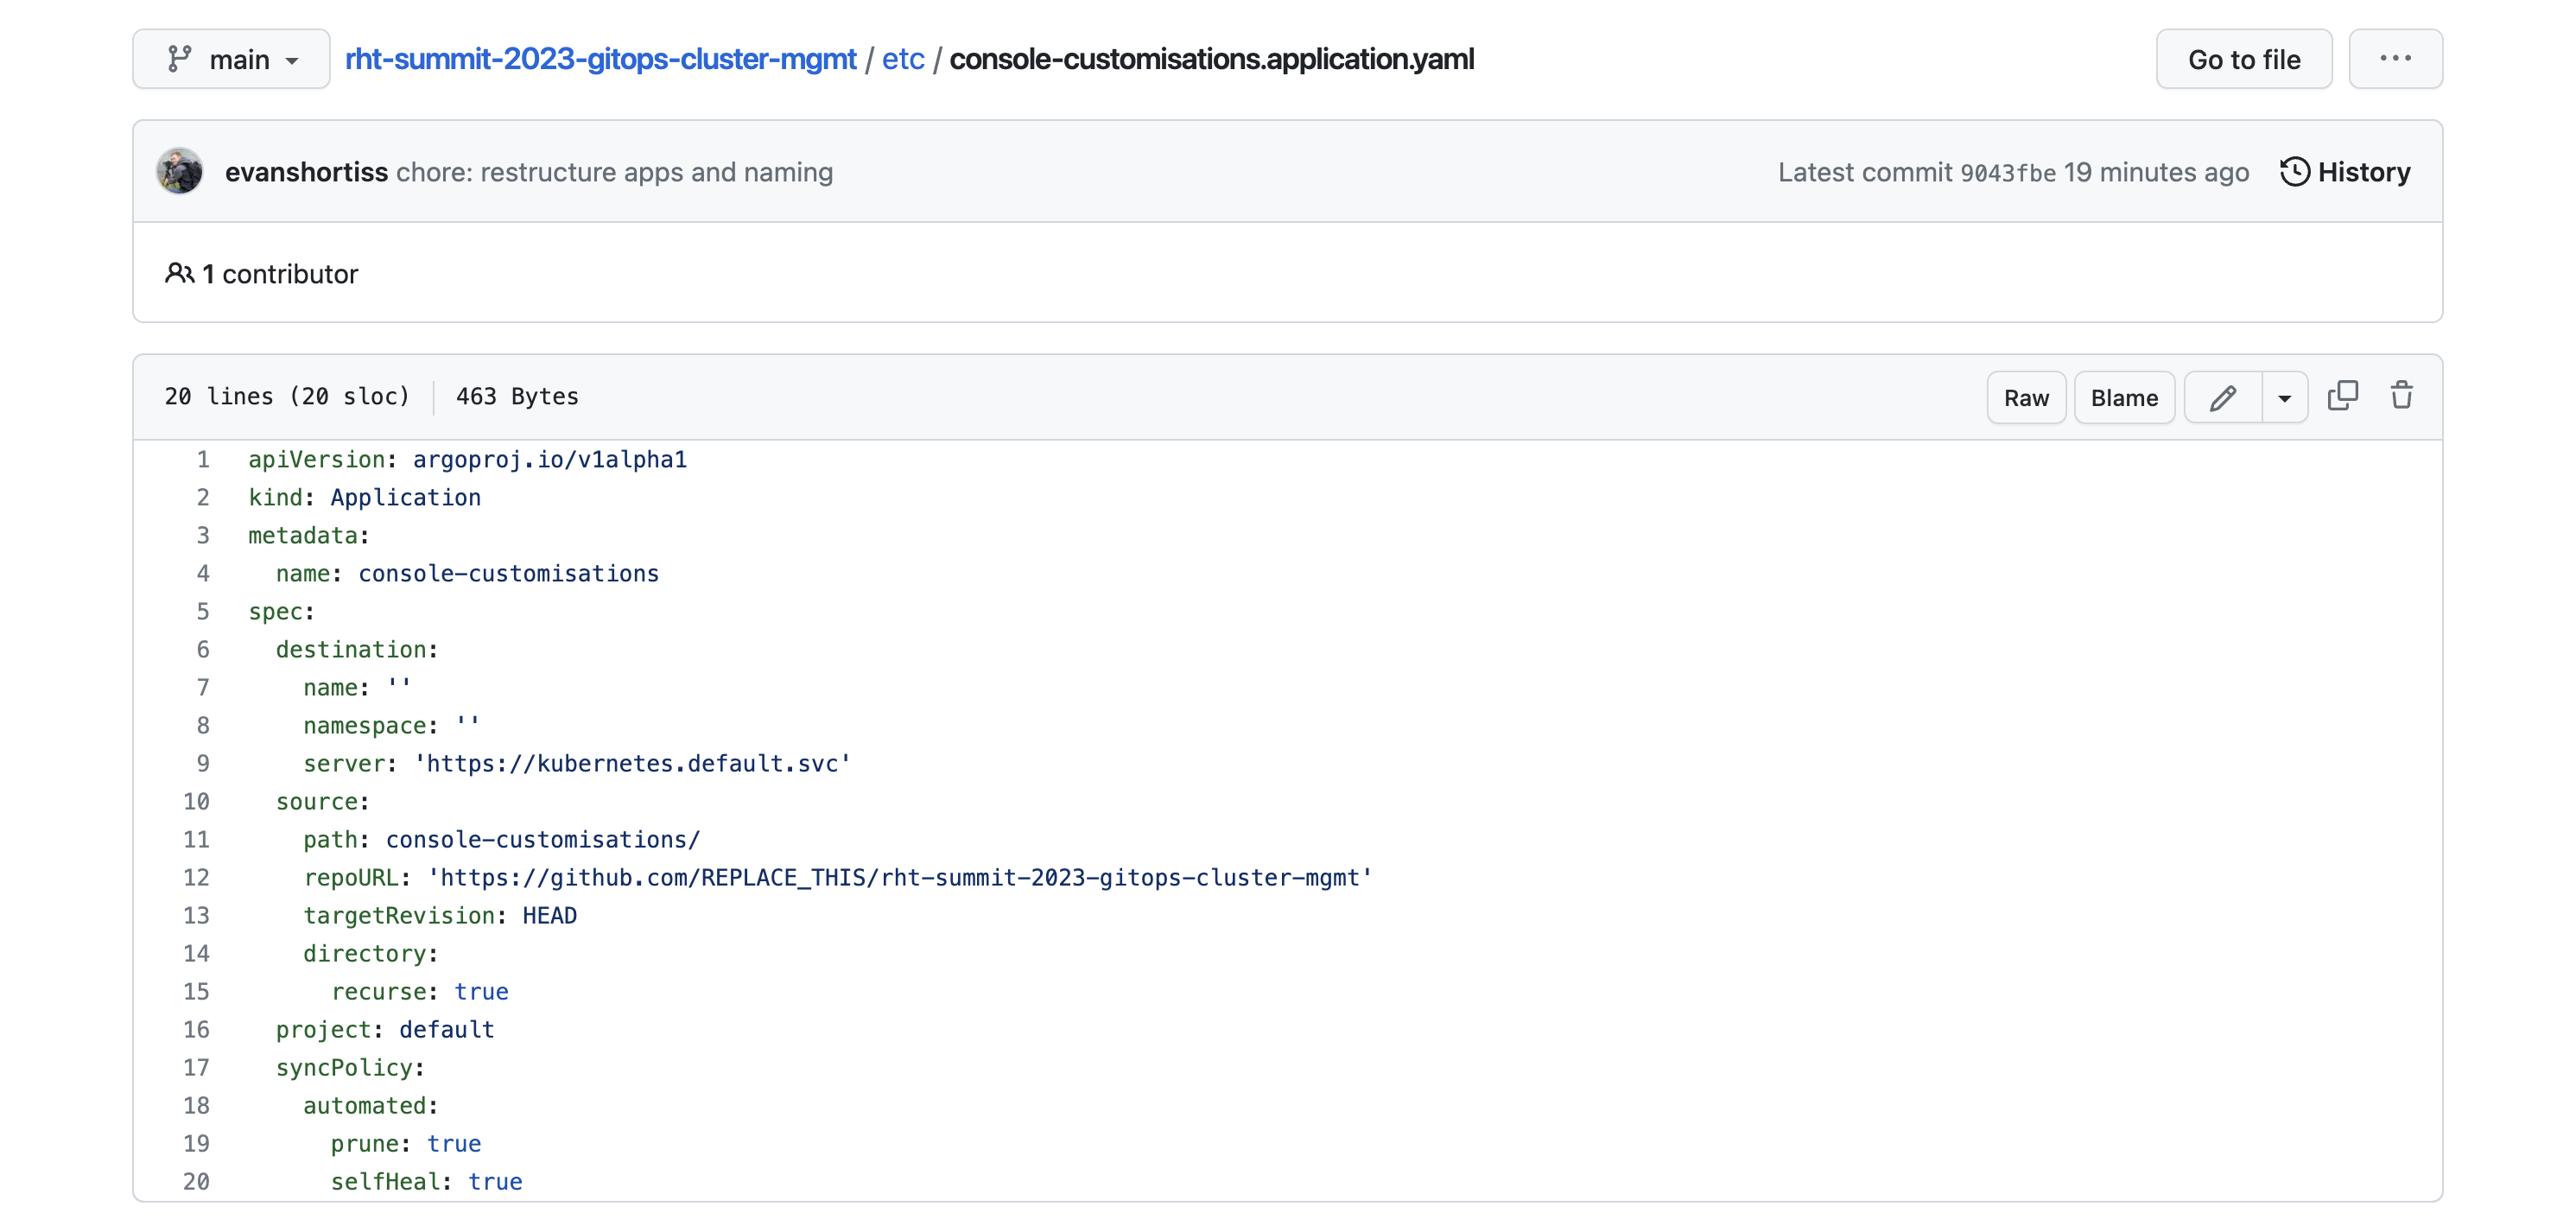 main rht-summit-2023-gitops-cluster-mgmt / etc / console-customisations.application.yaml Go to file ...
evanshortiss chore: restructure apps and naming Latest commit 9043fbe 19 minutes ago History
1 contributor
20 lines (20 sloc) 463 Bytes Raw Blame
1 apiVersion: argoproj.io/v1alpha1
2 kind: Application
3 metadata:
4   name: console-customisations
5 spec:
6   destination:
7     name: ''
8     namespace: ''
9     server: 'https://kubernetes.default.svc'
10   source:
11     path: console-customisations/
12     repoURL: 'https://github.com/REPLACE_THIS/rht-summit-2023-gitops-cluster-mgmt'
13     targetRevision: HEAD
14     directory:
15       recurse: true
16   project: default
17   syncPolicy:
18     automated:
19       prune: true
20       selfHeal: true